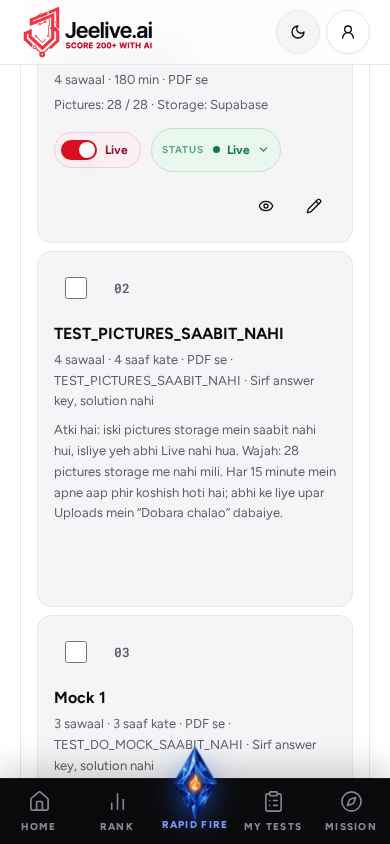 Jeelive.ai
SCORE 200+ WITH AI
4 sawaal · 180 min · PDF se
Pictures: 28 / 28 · Storage: Supabase
Live
STATUS
Live
02
TEST_PICTURES_SAABIT_NAHI
4 sawaal · 4 saaf kate · PDF se ·
TEST_PICTURES_SAABIT_NAHI · Sirf answer
key, solution nahi
Atki hai: iski pictures storage mein saabit nahi
hui, isliye yeh abhi Live nahi hua. Wajah: 28
pictures storage me nahi mili. Har 15 minute mein
apne aap phir koshish hoti hai; abhi ke liye upar
Uploads mein “Dobara chalao” dabaiye.
03
Mock 1
3 sawaal · 3 saaf kate · PDF se ·
TEST_DO_MOCK_SAABIT_NAHI · Sirf answer
key, solution nahi
HOME
RANK
RAPID FIRE
MY TESTS
MISSION